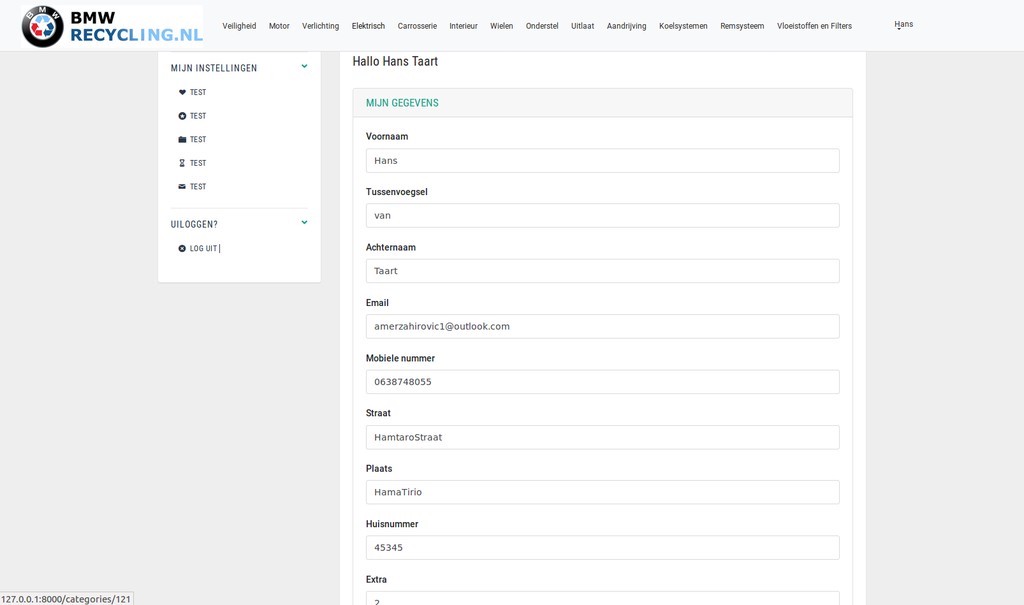 BMW
BMW
RECYCLING.NL
Veiligheid Motor Verlichting Elektrisch Carrosserie Interieur Wielen Onderstel Uitlaat Aandrijving Koelsystemen Remsysteem Vloeistoffen en Filters Hans
MIJN INSTELLINGEN
TEST
TEST
TEST
TEST
TEST
UILOGGEN?
LOG UIT |
Hallo Hans Taart
MIJN GEGEVENS
Voornaam
Hans
Tussenvoegsel
van
Achternaam
Taart
Email
amerzahirovic1@outlook.com
Mobiele nummer
0638748055
Straat
HamtaroStraat
Plaats
HamaTirio
Huisnummer
45345
Extra
2
127.0.0.1:8000/categories/121